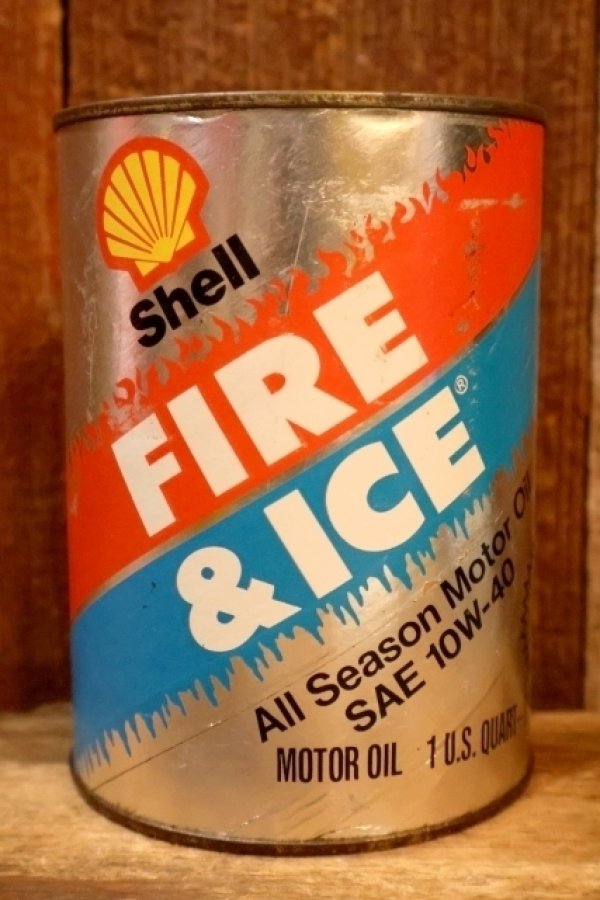 Shell
FIRE
& ICE®
All Season Motor Oil
SAE 10W-40
MOTOR OIL 1 U.S. QUART